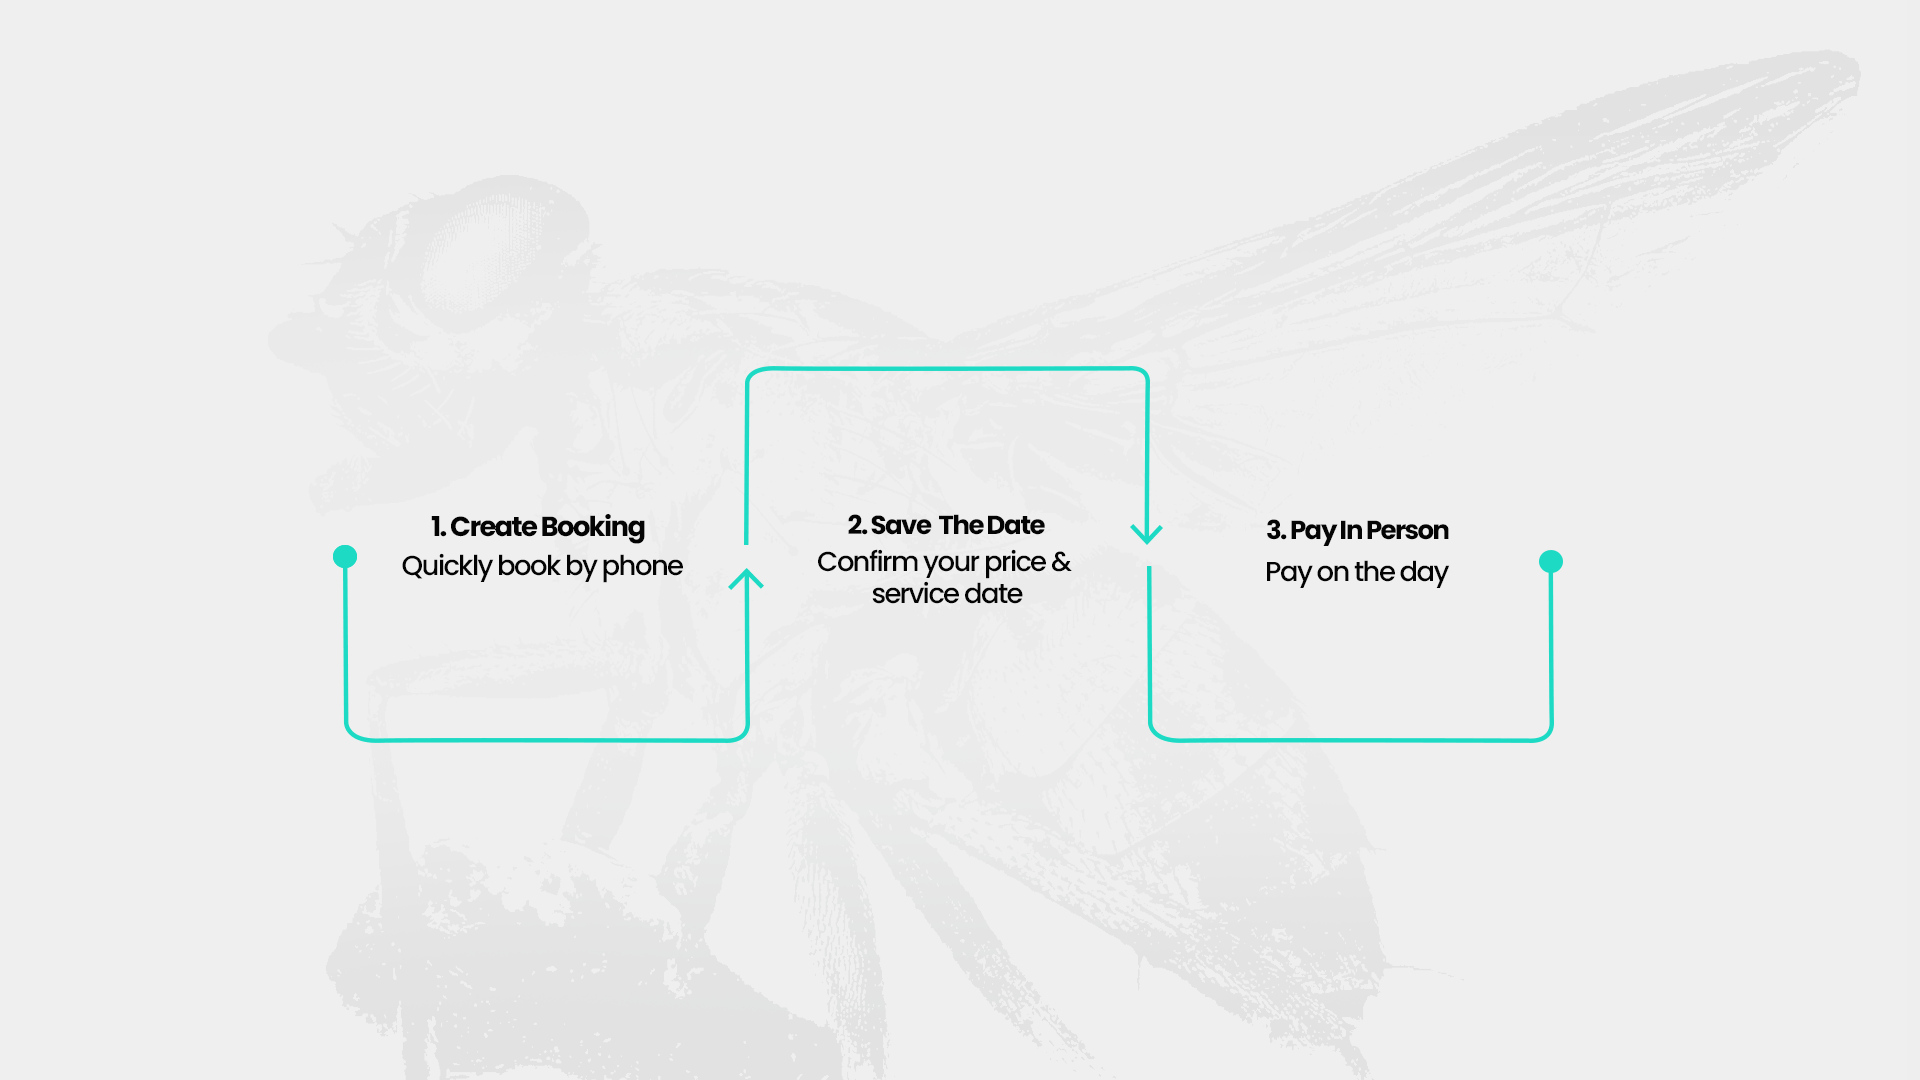 1. Create Booking
Quickly book by phone
2. Save The Date
Confirm your price &
service date
3. Pay In Person
Pay on the day